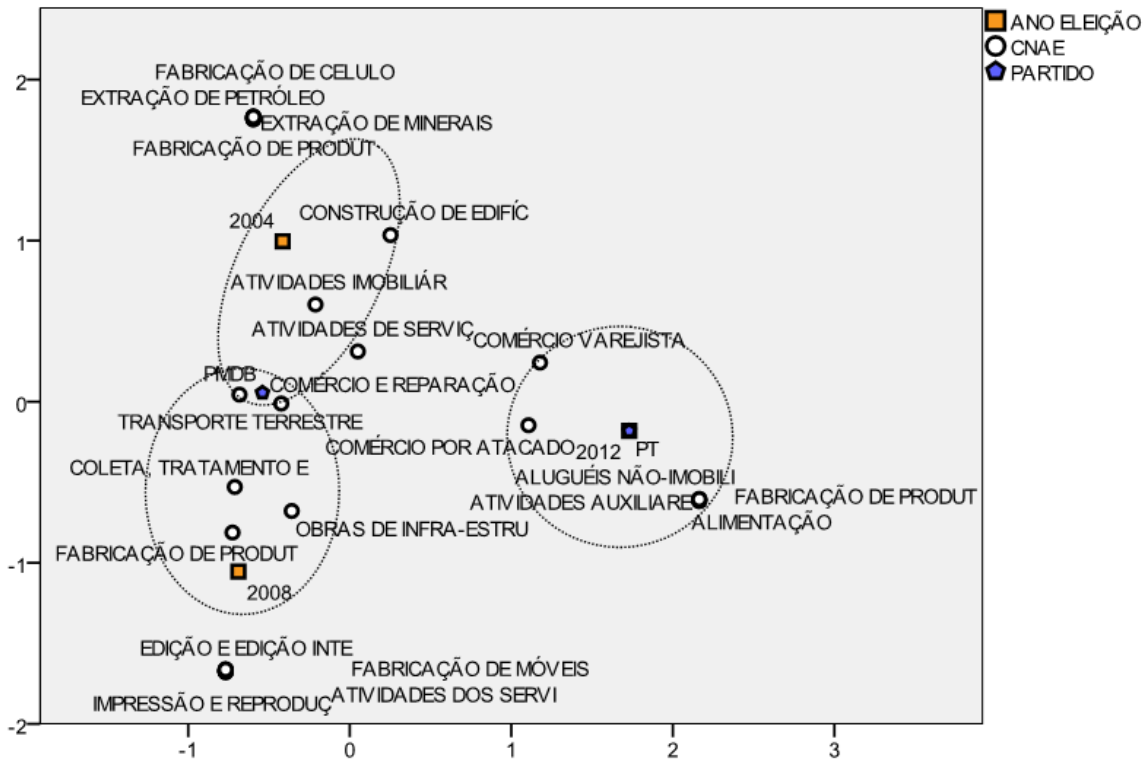 ANO ELEIÇÃO
CNAE
PARTIDO
2
FABRICAÇÃO DE CELULO
EXTRAÇÃO DE PETRÓLEO
EXTRAÇÃO DE MINERAIS
FABRICAÇÃO DE PRODUT
2004
CONSTRUÇÃO DE EDIFÍC
1
ATIVIDADES IMOBILIÁR
ATIVIDADES DE SERVIÇ
COMÉRCIO VAREJISTA
PMDB
COMÉRCIO E REPARAÇÃO
0
TRANSPORTE TERRESTRE
COMÉRCIO POR ATACADO
2012
PT
COLETA, TRATAMENTO E
ALUGUÉIS NÃO-IMOBILI
ATIVIDADES AUXILIARE
FABRICAÇÃO DE PRODUT
ALIMENTAÇÃO
OBRAS DE INFRA-ESTRU
FABRICAÇÃO DE PRODUT
-1
2008
EDIÇÃO E EDIÇÃO INTE
FABRICAÇÃO DE MÓVEIS
ATIVIDADES DOS SERVI
IMPRESSÃO E REPRODUÇ
-2
-1 0 1 2 3